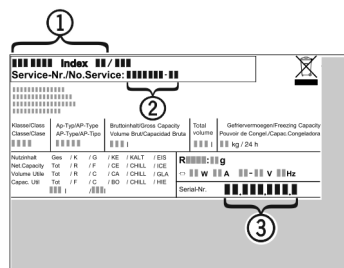 1
Index /
Service-Nr./No.Service: -
2
Klasse/Class Ap-Typ/AP-Type Bruttoinhalt/Gross Capacity Total Gefriervermoegen/Freezing Capacity
Classe/Clase AP-Type/AP-Tipo Volume Brut/Capacidad Bruta volume Pouvoir de Congel./Capac.Congeladora
l l kg / 24 h
Nutzinhalt Ges / K / G / KE / KALT / EIS
Net.Capacity Tot / R / F / CE / CHILL / ICE
Volume Utile Tot / R / C / CA / CHILL / GLA
Capac. Util Tot / F / C / BO / CHILL / HIE
l / l
R : g
W A - V Hz
Serial-Nr. . . .
3